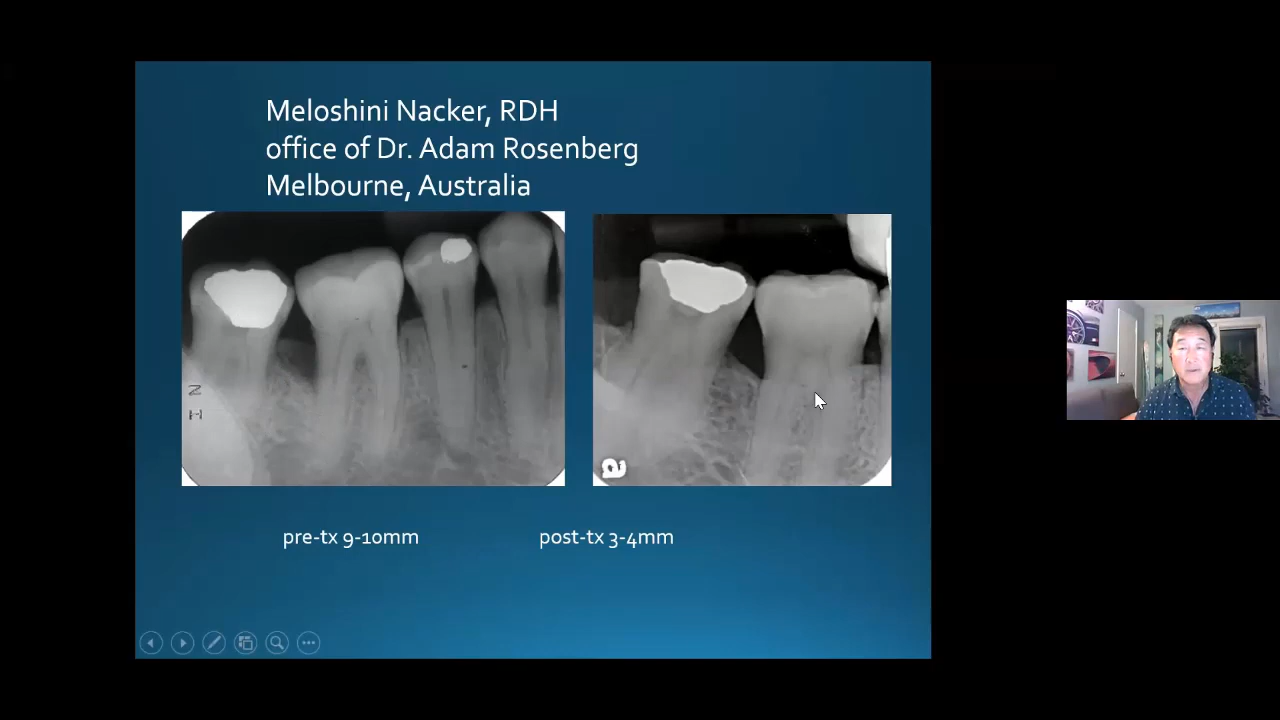 Meloshini Nacker, RDH
office of Dr. Adam Rosenberg
Melbourne, Australia
Z
H
a
pre-tx 9-10mm
post-tx 3-4mm